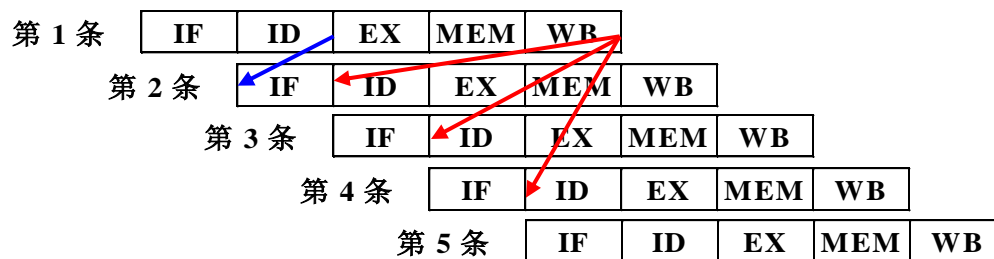 第 1 条 IF ID EX MEM WB
第 2 条 IF ID EX MEM WB
第 3 条 IF ID EX MEM WB
第 4 条 IF ID EX MEM WB
第 5 条 IF ID EX MEM WB